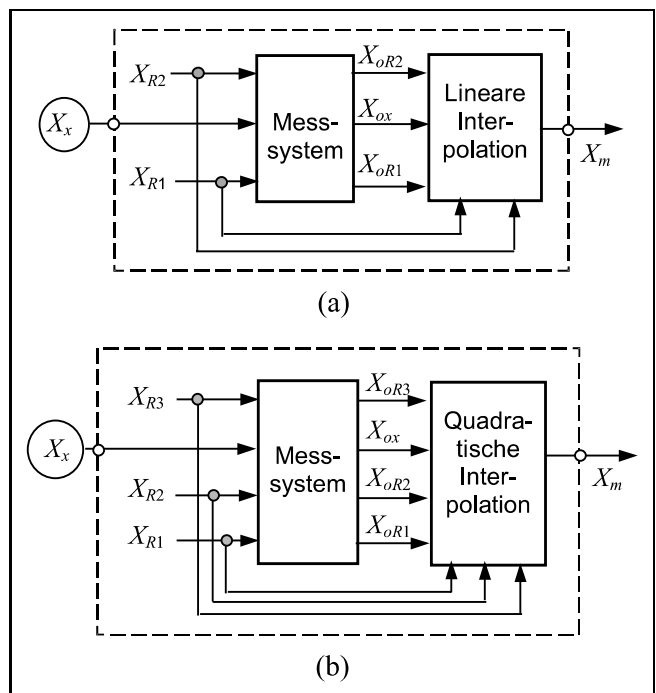 X_R2
X_x
X_R1
Mess-
system
X_oR2
X_ox
X_oR1
Lineare
Inter-
polation
X_m
(a)
X_R3
X_x
X_R2
X_R1
Mess-
system
X_oR3
X_ox
X_oR2
X_oR1
Quadra-
tische
Inter-
polation
X_m
(b)